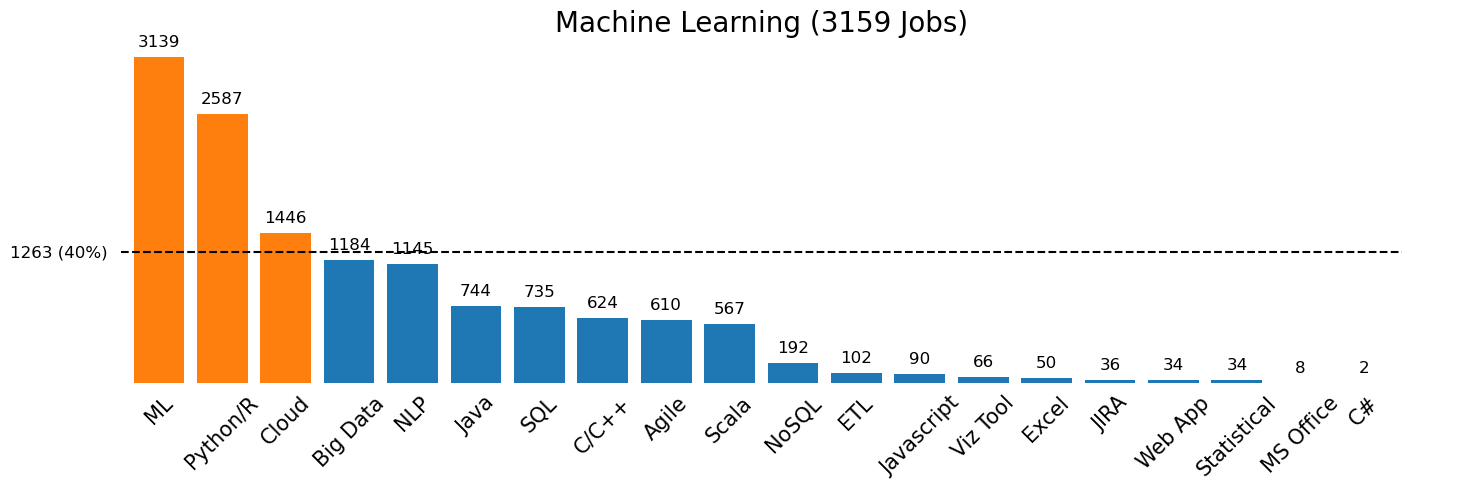 Machine Learning (3159 Jobs)
3139
2587
1446
1184
1145
744
735
624
610
567
192
102
90
66
50
36
34
34
8
2
1263 (40%)
ML
Python/R
Cloud
Big Data
NLP
Java
SQL
C/C++
Agile
Scala
NoSQL
ETL
Javascript
Viz Tool
Excel
JIRA
Web App
Statistical
MS Office
C#